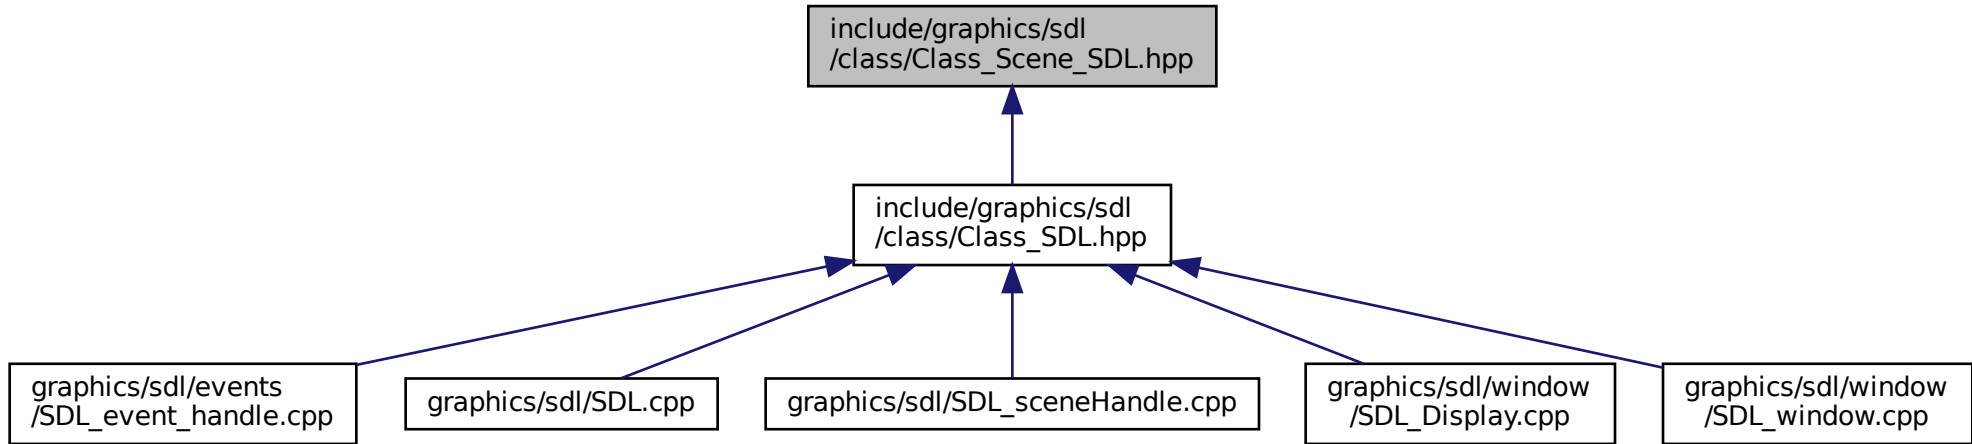 include/graphics/sdl
/class/Class_Scene_SDL.hpp
include/graphics/sdl
/class/Class_SDL.hpp
graphics/sdl/events
/SDL_event_handle.cpp
graphics/sdl/SDL.cpp
graphics/sdl/SDL_sceneHandle.cpp
graphics/sdl/window
/SDL_Display.cpp
graphics/sdl/window
/SDL_window.cpp